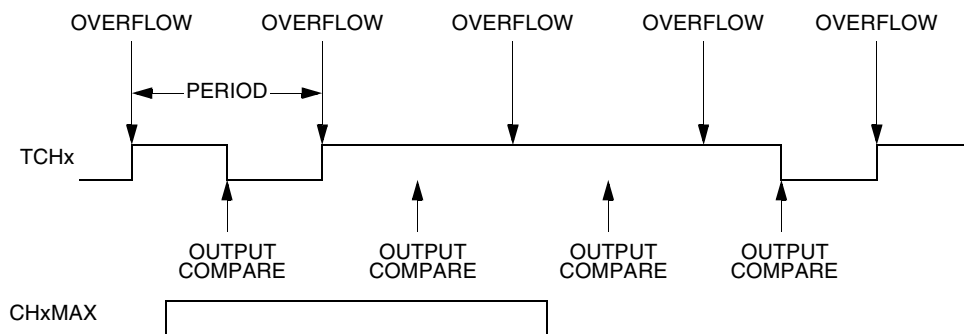 OVERFLOW OVERFLOW OVERFLOW OVERFLOW OVERFLOW
PERIOD
TCHx
OUTPUT COMPARE
OUTPUT COMPARE
OUTPUT COMPARE
OUTPUT COMPARE
CHxMAX